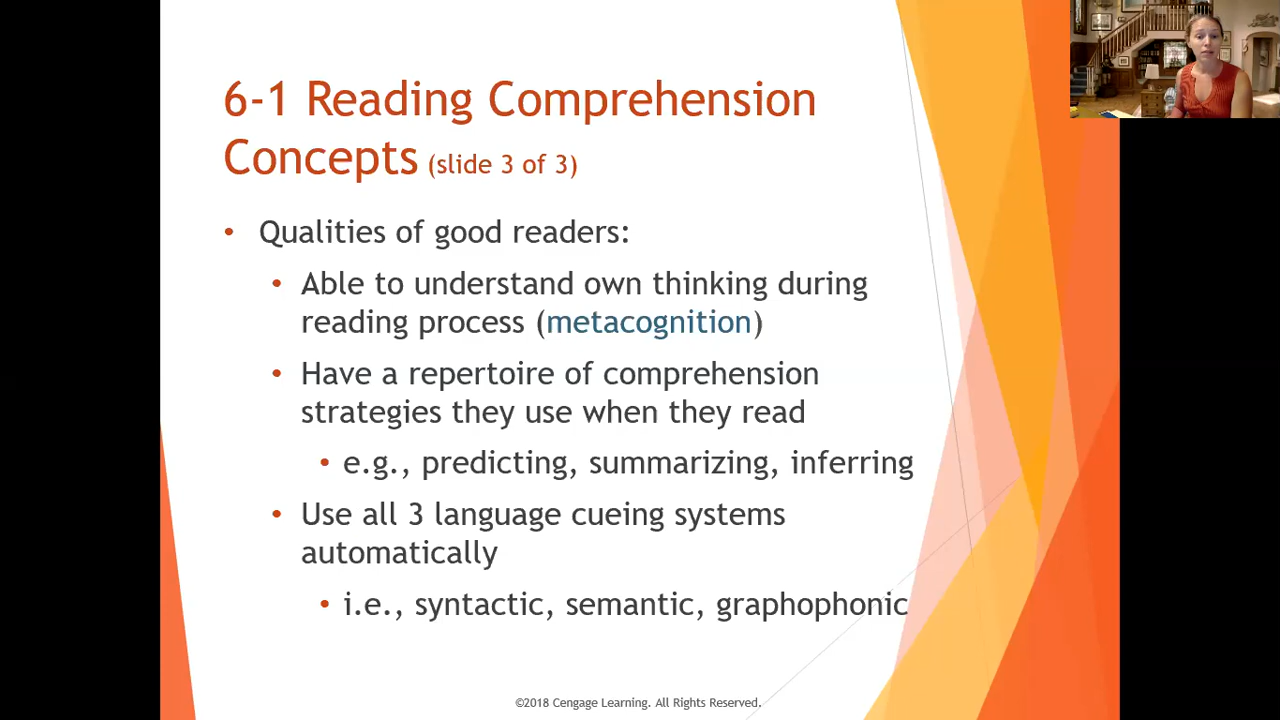 6-1 Reading Comprehension
Concepts (slide 3 of 3)
• Qualities of good readers:
• Able to understand own thinking during
reading process (metacognition)
• Have a repertoire of comprehension
strategies they use when they read
• e.g., predicting, summarizing, inferring
• Use all 3 language cueing systems
automatically
• i.e., syntactic, semantic, graphophonic
©2018 Cengage Learning. All Rights Reserved.